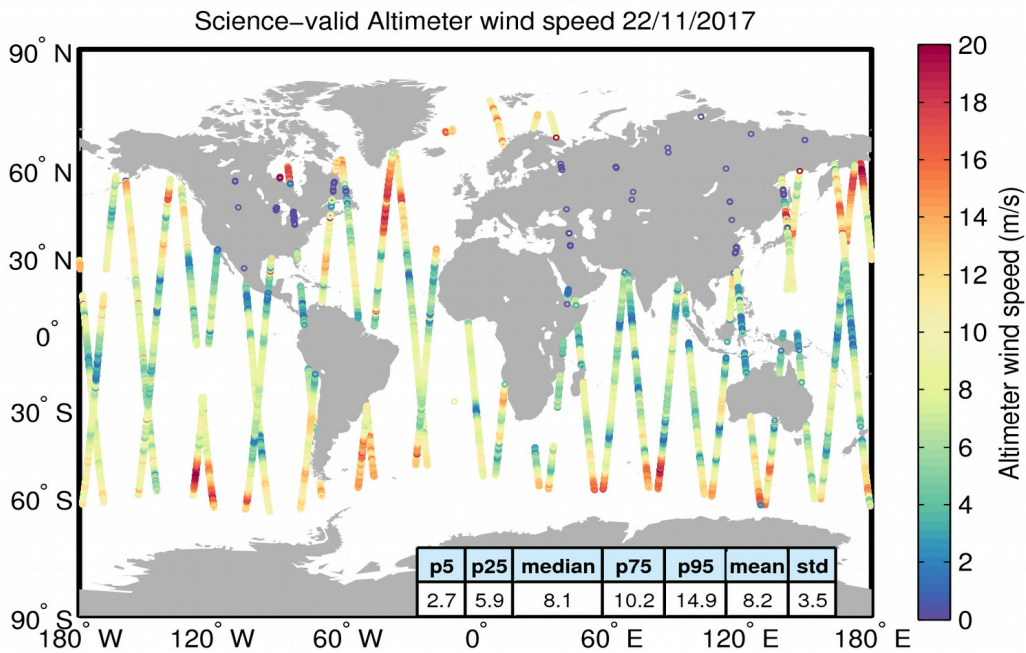 Science−valid Altimeter wind speed 22/11/2017
90° N
60° N
30° N
0°
30° S
60° S
90° S
180° W
120° W
60° W
0°
60° E
120° E
180° E
p5 p25 median p75 p95 mean std
2.7 5.9 8.1 10.2 14.9 8.2 3.5
20
18
16
14
12
10
8
6
4
2
0
Altimeter wind speed (m/s)